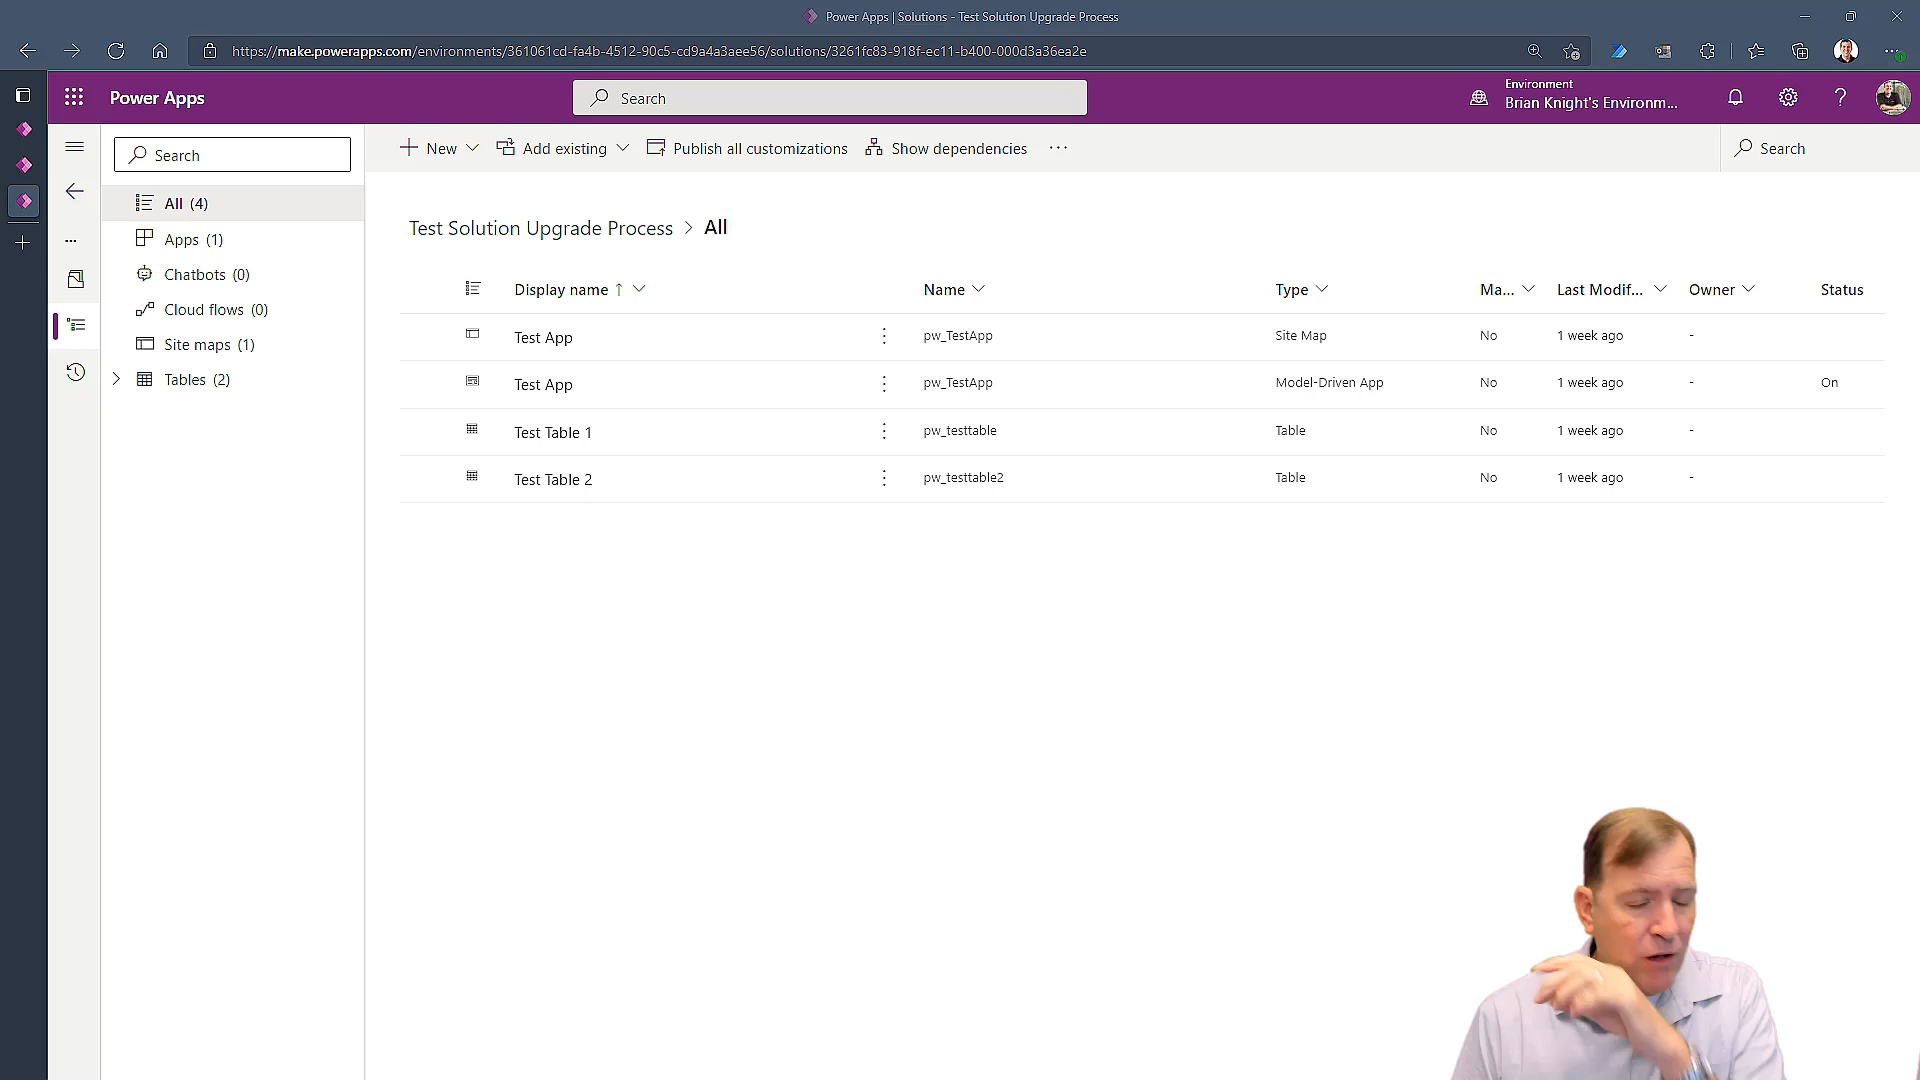 Power Apps | Solutions - Test Solution Upgrade Process
https://make.powerapps.com/environments/361061cd-fa4b-4512-90c5-cd9a4a3aee56/solutions/3261fc83-918f-ec11-b400-000d3a36ea2e
Power Apps
Search
Environment
Brian Knight's Environm...
Search
New
Add existing
Publish all customizations
Show dependencies
Search
All (4)
Apps (1)
Chatbots (0)
Cloud flows (0)
Site maps (1)
Tables (2)
Test Solution Upgrade Process > All
Display name ↑ Name Type Ma... Last Modif... Owner Status
Test App pw_TestApp Site Map No 1 week ago -
Test App pw_TestApp Model-Driven App No 1 week ago - On
Test Table 1 pw_testtable Table No 1 week ago -
Test Table 2 pw_testtable2 Table No 1 week ago -